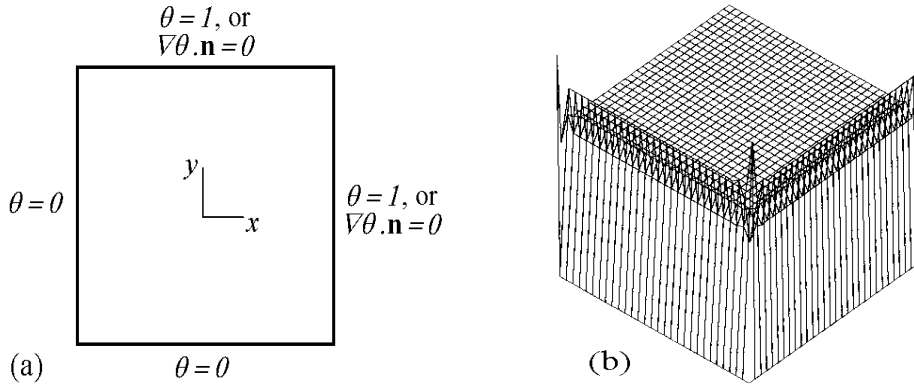 θ = 1, or
∇θ.n = 0
θ = 0
y
x
θ = 1, or
∇θ.n = 0
θ = 0
(a)
(b)